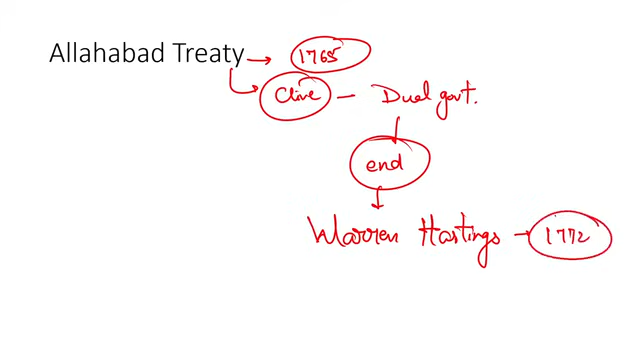 Allahabad Treaty → 1765
Clive - Dual govt.
end
Warren Hastings → 1772